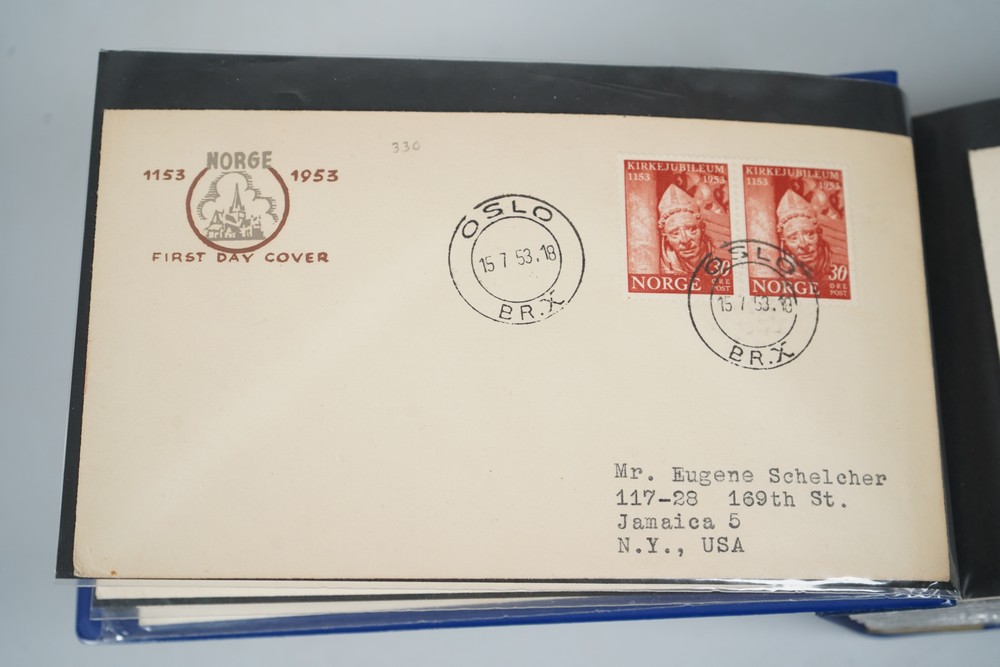 NORGE
1153 1953
FIRST DAY COVER
330
OSLO
15 7 53.18
BR.X
KIRKEJUBILEUM
1153 1953
30
NORGE ØRE
POST
KIRKEJUBILEUM
1153 1953
30
NORGE ØRE
POST
OSLO
15 7 53.18
BR.X
Mr. Eugene Schelcher
117-28 169th St.
Jamaica 5
N.Y., USA